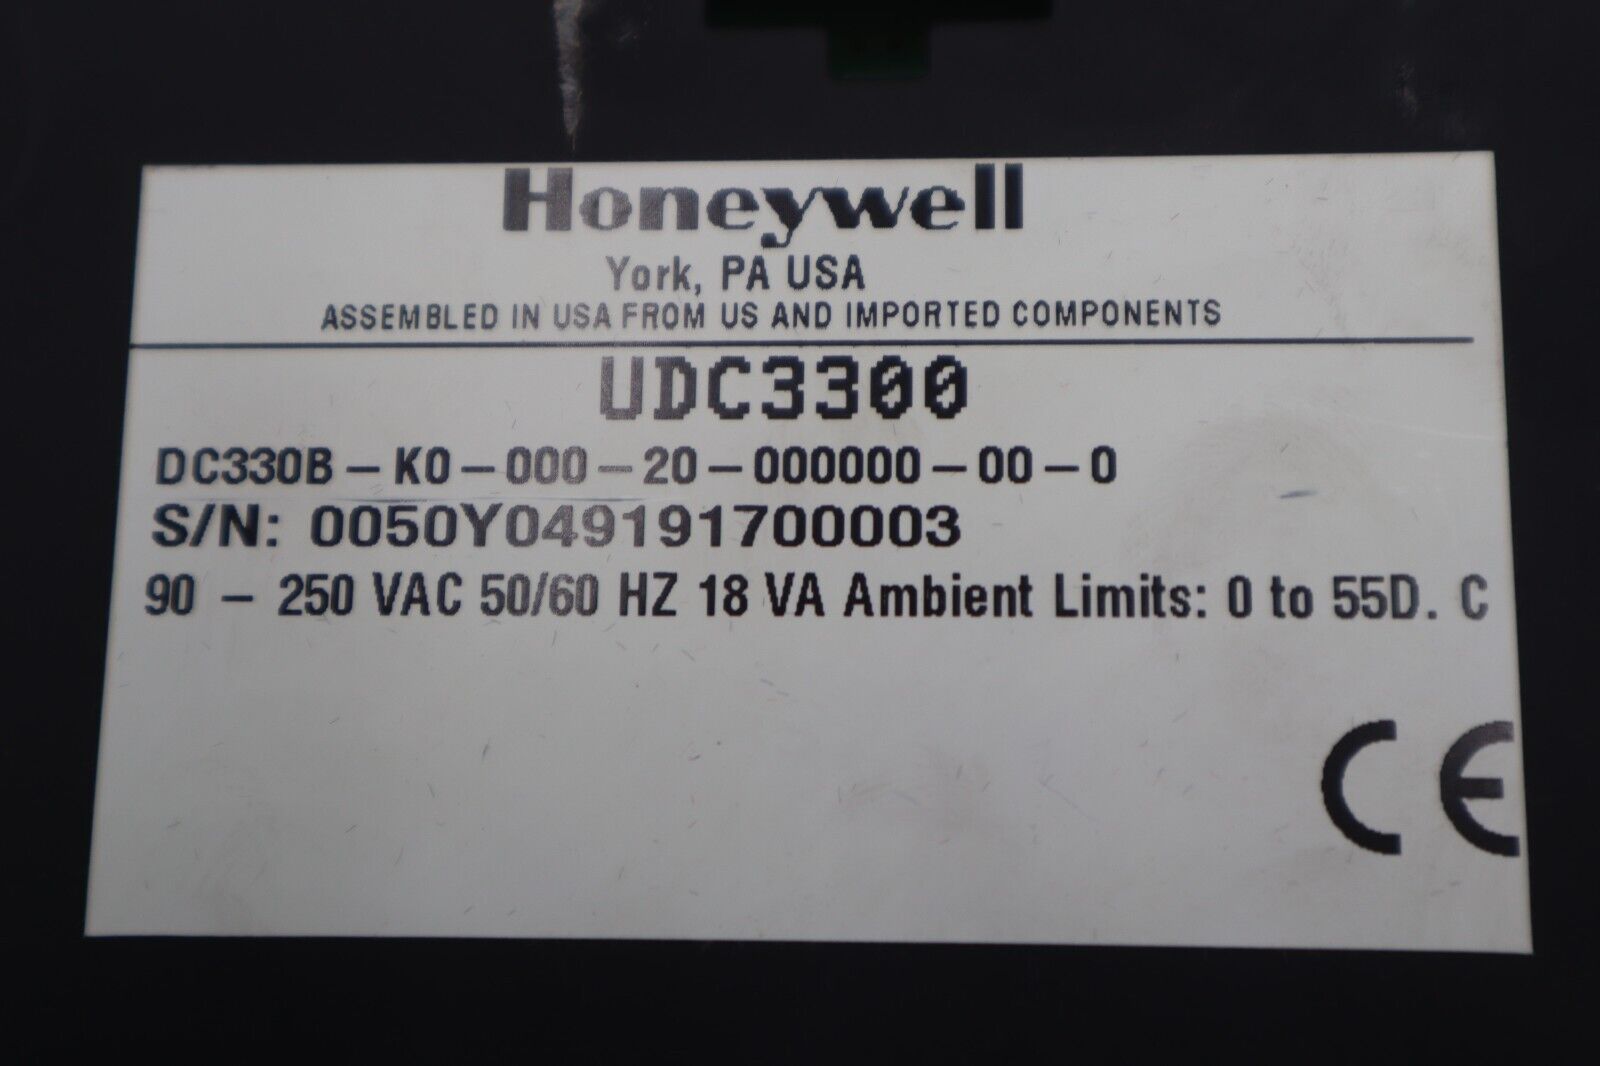 Honeywell
York, PA USA
ASSEMBLED IN USA FROM US AND IMPORTED COMPONENTS
UDC3300
DC330B-K0-000-20-000000-00-0
S/N: 0050Y049191700003
90 - 250 VAC 50/60 HZ 18 VA Ambient Limits: 0 to 55D. C
CE